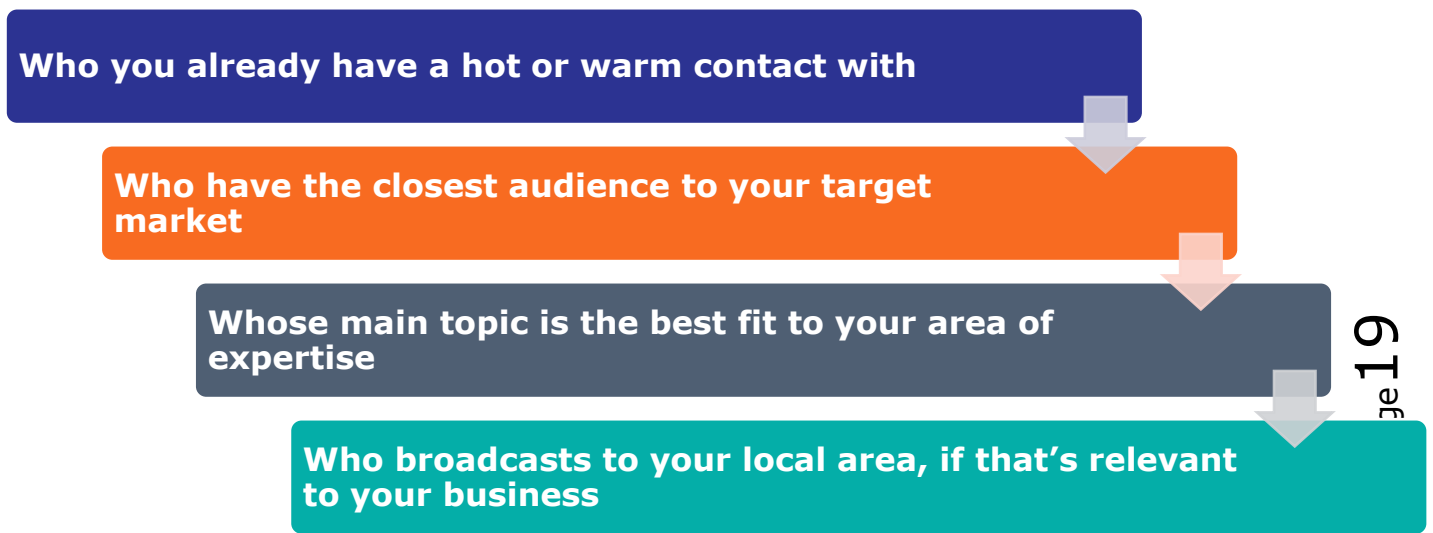 Who you already have a hot or warm contact with
Who have the closest audience to your target
market
Whose main topic is the best fit to your area of
expertise
Who broadcasts to your local area, if that’s relevant
to your business
ge 19